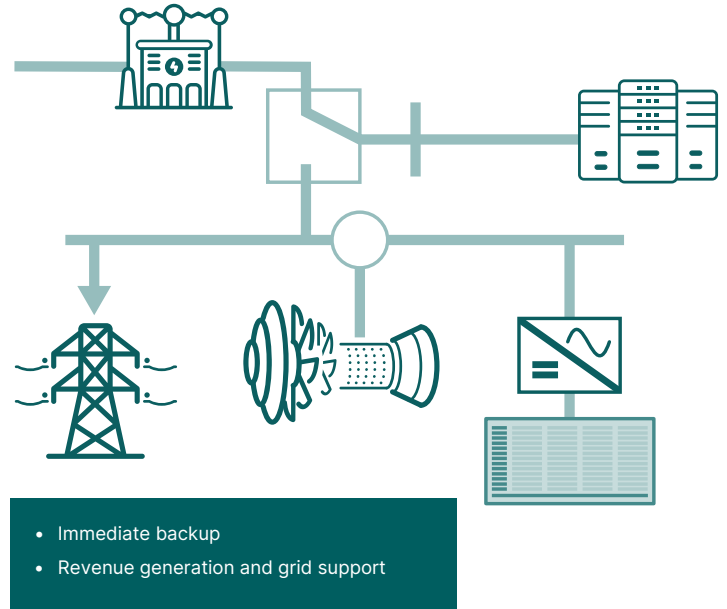 • Immediate backup
• Revenue generation and grid support